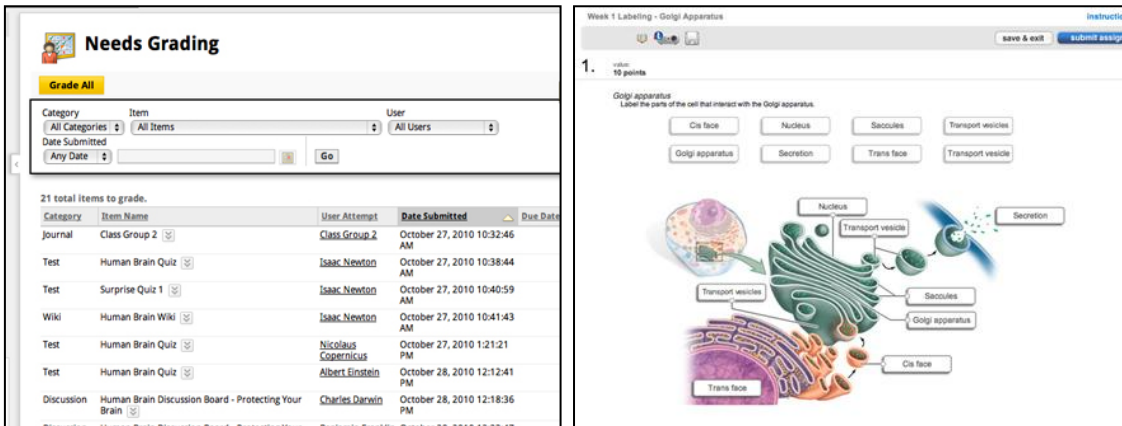 Needs Grading
Grade All
Category Item User
All Categories All Items All Users
Date Submitted
Any Date Go
21 total items to grade.
Category Item Name User Attempt Date Submitted Due Date
Journal Class Group 2 Class Group 2 October 27, 2010 10:32:46
AM
Test Human Brain Quiz Isaac Newton October 27, 2010 10:38:44
AM
Test Surprise Quiz 1 Isaac Newton October 27, 2010 10:40:59
AM
Wiki Human Brain Wiki Isaac Newton October 27, 2010 10:41:43
AM
Test Human Brain Quiz Nicolaus October 27, 2010 1:21:21
Copernicus PM
Test Human Brain Quiz Albert Einstein October 28, 2010 12:12:41
PM
Discussion Human Brain Discussion Board - Protecting Your Charles Darwin October 28, 2010 12:18:36
Brain PM
Week 1 Labeling - Golgi Apparatus
save & exit submit assign
1. value:
10 points
Golgi apparatus
Label the parts of the cell that interact with the Golgi apparatus.
Cis face Nucleus Saccules Transport vesicles
Golgi apparatus Secretion Trans face Transport vesicle
Nucleus
Secretion
Transport vesicle
Transport vesicles
Saccules
Golgi apparatus
Cis face
Trans face